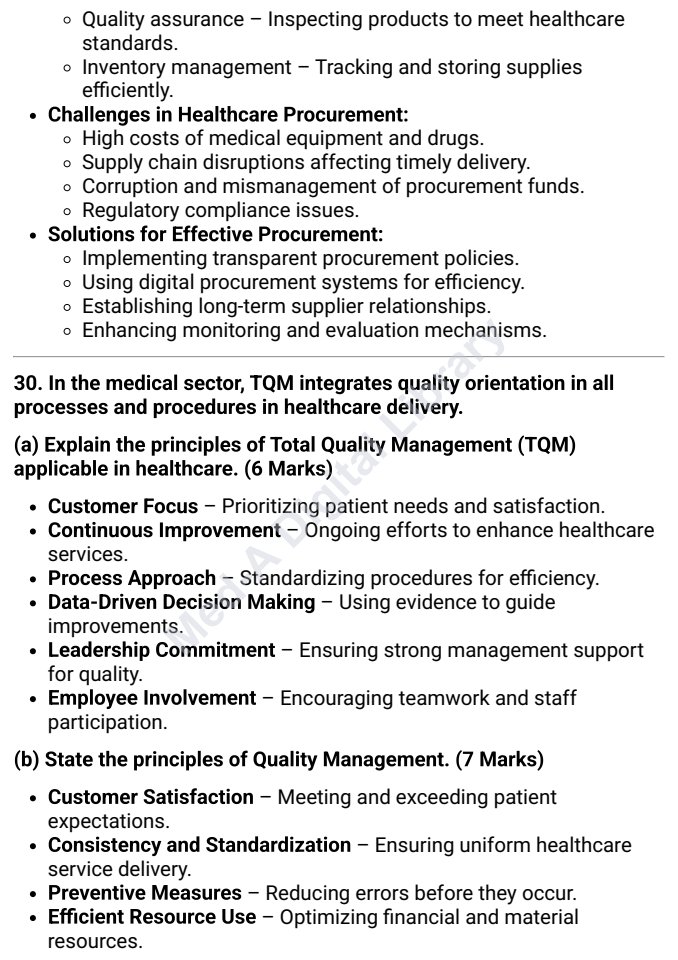 ◦ Quality assurance – Inspecting products to meet healthcare
standards.
◦ Inventory management – Tracking and storing supplies
efficiently.
• Challenges in Healthcare Procurement:
◦ High costs of medical equipment and drugs.
◦ Supply chain disruptions affecting timely delivery.
◦ Corruption and mismanagement of procurement funds.
◦ Regulatory compliance issues.
• Solutions for Effective Procurement:
◦ Implementing transparent procurement policies.
◦ Using digital procurement systems for efficiency.
◦ Establishing long-term supplier relationships.
◦ Enhancing monitoring and evaluation mechanisms.
30. In the medical sector, TQM integrates quality orientation in all
processes and procedures in healthcare delivery.
(a) Explain the principles of Total Quality Management (TQM)
applicable in healthcare. (6 Marks)
• Customer Focus – Prioritizing patient needs and satisfaction.
• Continuous Improvement – Ongoing efforts to enhance healthcare
services.
• Process Approach – Standardizing procedures for efficiency.
• Data-Driven Decision Making – Using evidence to guide
improvements.
• Leadership Commitment – Ensuring strong management support
for quality.
• Employee Involvement – Encouraging teamwork and staff
participation.
(b) State the principles of Quality Management. (7 Marks)
• Customer Satisfaction – Meeting and exceeding patient
expectations.
• Consistency and Standardization – Ensuring uniform healthcare
service delivery.
• Preventive Measures – Reducing errors before they occur.
• Efficient Resource Use – Optimizing financial and material
resources.
Med A Digital Library